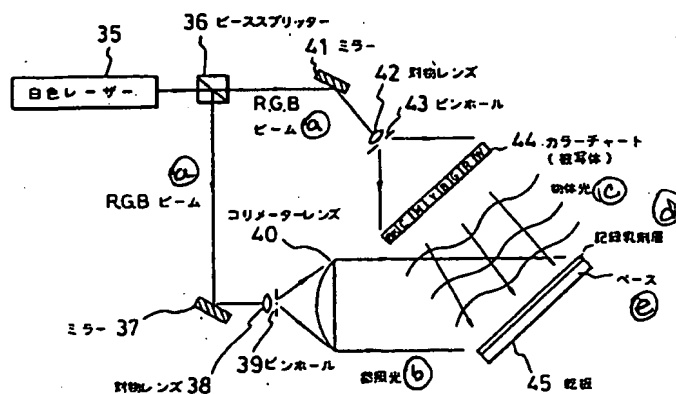 35
白色レーザー
36 ビーススプリッター
41 ミラー
42 対物レンズ
43 ピンホール
R.G.B
ビーム ⓐ
44 カラーチャート
(被写体)
BK C M Y B G R W
物体光 ⓒ
ⓐ
R.G.B ビーム
コリメーターレンズ
40
ⓓ
記録乳剤層
ベース
ⓔ
ミラー 37
対物レンズ 38
39 ピンホール
参照光 ⓑ
45 乾板